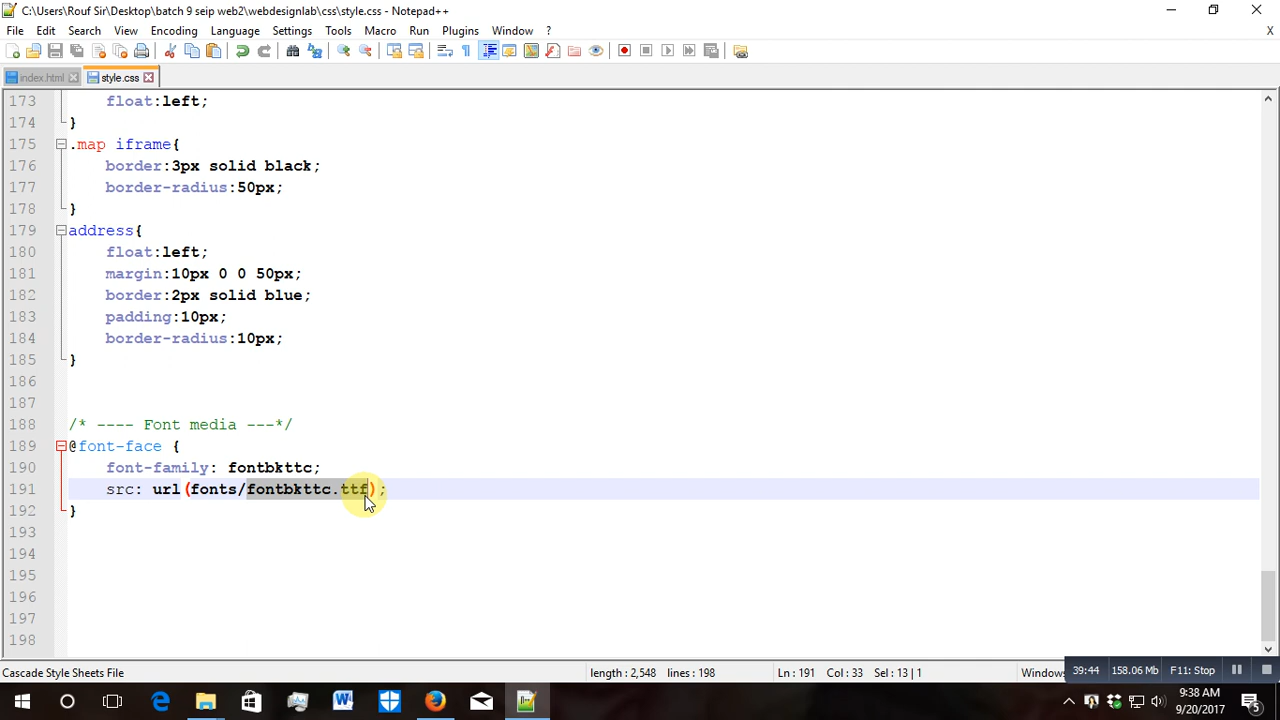 C:\Users\Rouf Sir\Desktop\batch 9 seip web2\webdesignlab\css\style.css - Notepad++
File Edit Search View Encoding Language Settings Tools Macro Run Plugins Window ? X
index.html style.css
173 float:left;
174 }
175 .map iframe{
176 border:3px solid black;
177 border-radius:50px;
178 }
179 address{
180 float:left;
181 margin:10px 0 0 50px;
182 border:2px solid blue;
183 padding:10px;
184 border-radius:10px;
185 }
186
187
188 /* ---- Font media ---*/
189 @font-face {
190 font-family: fontbkttc;
191 src: url(fonts/fontbkttc.ttf);
192 }
193
194
195
196
197
198
Cascade Style Sheets File length : 2,548 lines : 198 Ln : 191 Col : 33 Sel : 13 | 1 Window
39:44 158.06 Mb F11: Stop
9:38 AM
9/20/2017
5